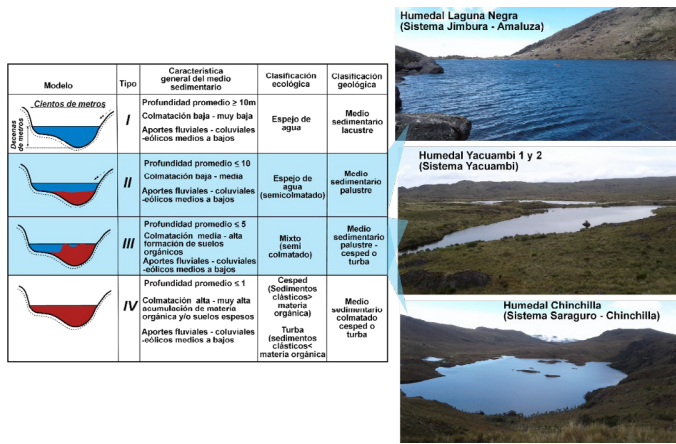 Modelo
Tipo
Característica
general del medio
sedimentario
Clasificación
ecológica
Clasificación
geológica
Cientos de metros
Decenas
de metros
I
Profundidad promedio ≥ 10m
Colmatación baja - muy baja
Aportes fluviales - coluviales
-eólicos medios a bajos
Espejo de
agua
Medio
sedimentario
lacustre
II
Profundidad promedio ≤ 10
Colmatación baja - media
Aportes fluviales - coluviales
-eólicos medios a bajos
Espejo de
agua
(semicolmatado)
Medio
sedimentario
palustre
III
Profundidad promedio ≤ 5
Colmatación media - alta
formación de suelos
orgánicos
Aportes fluviales - coluviales
-eólicos medios a bajos
Mixto
(semi
colmatado)
Medio
sedimentario
palustre -
cesped o
turba
IV
Profundidad promedio ≤ 1
Colmatación alta - muy alta
acumulación de materia
orgánica y/o suelos espesos
Aportes fluviales - coluviales
-eólicos medios a bajos
Cesped
(Sedimentos
clásticos>
materia
orgánica)
Turba
(sedimentos
clásticos<
materia orgánica
Medio
sedimentario
colmatado
cesped o
turba
Humedal Laguna Negra
(Sistema Jimbura - Amaluza)
Humedal Yacuambi 1 y 2
(Sistema Yacuambi)
Humedal Chinchilla
(Sistema Saraguro - Chinchilla)